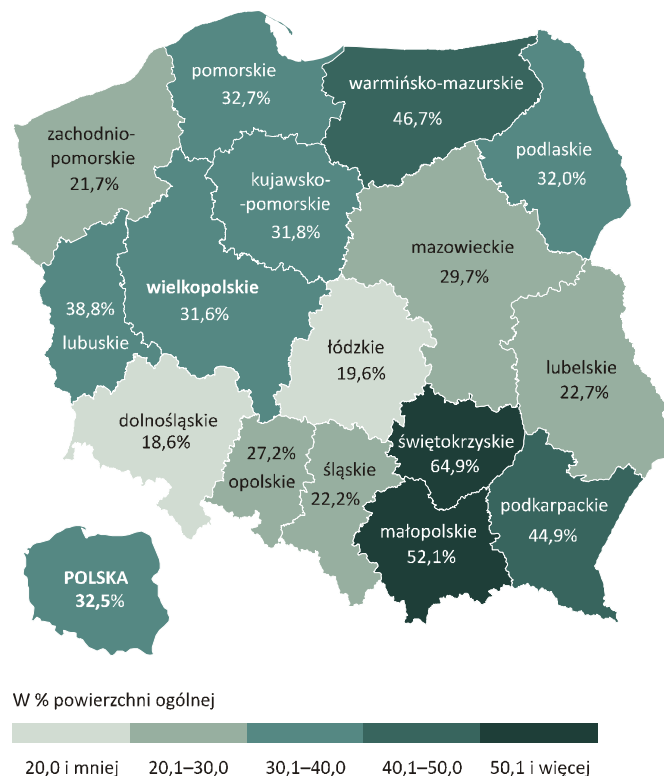 pomorskie
32,7%
warmińsko-mazurskie
46,7%
zachodnio-
pomorskie
21,7%
podlaskie
32,0%
kujawsko-
-pomorskie
31,8%
mazowieckie
29,7%
wielkopolskie
31,6%
38,8%
lubuskie
łódzkie
19,6%
lubelskie
22,7%
dolnośląskie
18,6%
27,2%
opolskie
śląskie
22,2%
świętokrzyskie
64,9%
podkarpackie
44,9%
małopolskie
52,1%
POLSKA
32,5%
W % powierzchni ogólnej
20,0 i mniej 20,1–30,0 30,1–40,0 40,1–50,0 50,1 i więcej